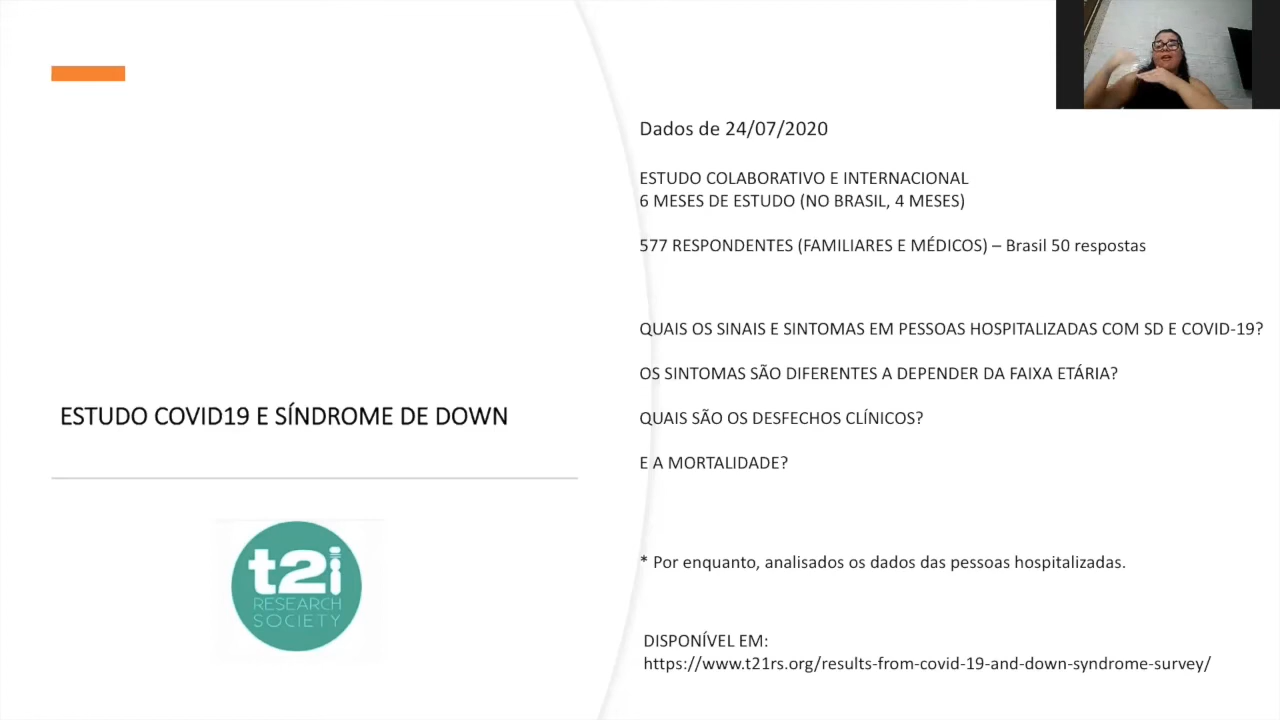 ESTUDO COVID19 E SÍNDROME DE DOWN
t21
RESEARCH
SOCIETY
Dados de 24/07/2020
ESTUDO COLABORATIVO E INTERNACIONAL
6 MESES DE ESTUDO (NO BRASIL, 4 MESES)
577 RESPONDENTES (FAMILIARES E MÉDICOS) – Brasil 50 respostas
QUAIS OS SINAIS E SINTOMAS EM PESSOAS HOSPITALIZADAS COM SD E COVID-19?
OS SINTOMAS SÃO DIFERENTES A DEPENDER DA FAIXA ETÁRIA?
QUAIS SÃO OS DESFECHOS CLÍNICOS?
E A MORTALIDADE?
* Por enquanto, analisados os dados das pessoas hospitalizadas.
DISPONÍVEL EM:
https://www.t21rs.org/results-from-covid-19-and-down-syndrome-survey/